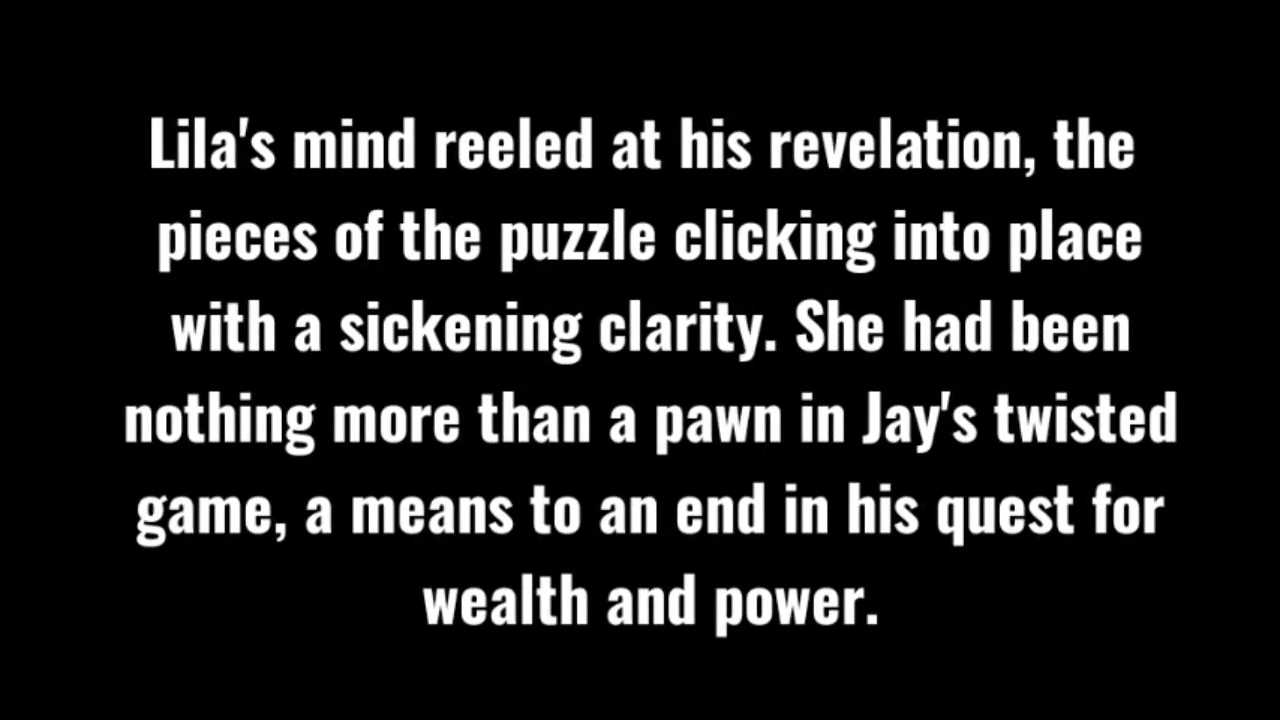 Lila's mind reeled at his revelation, the
pieces of the puzzle clicking into place
with a sickening clarity. She had been
nothing more than a pawn in Jay's twisted
game, a means to an end in his quest for
wealth and power.